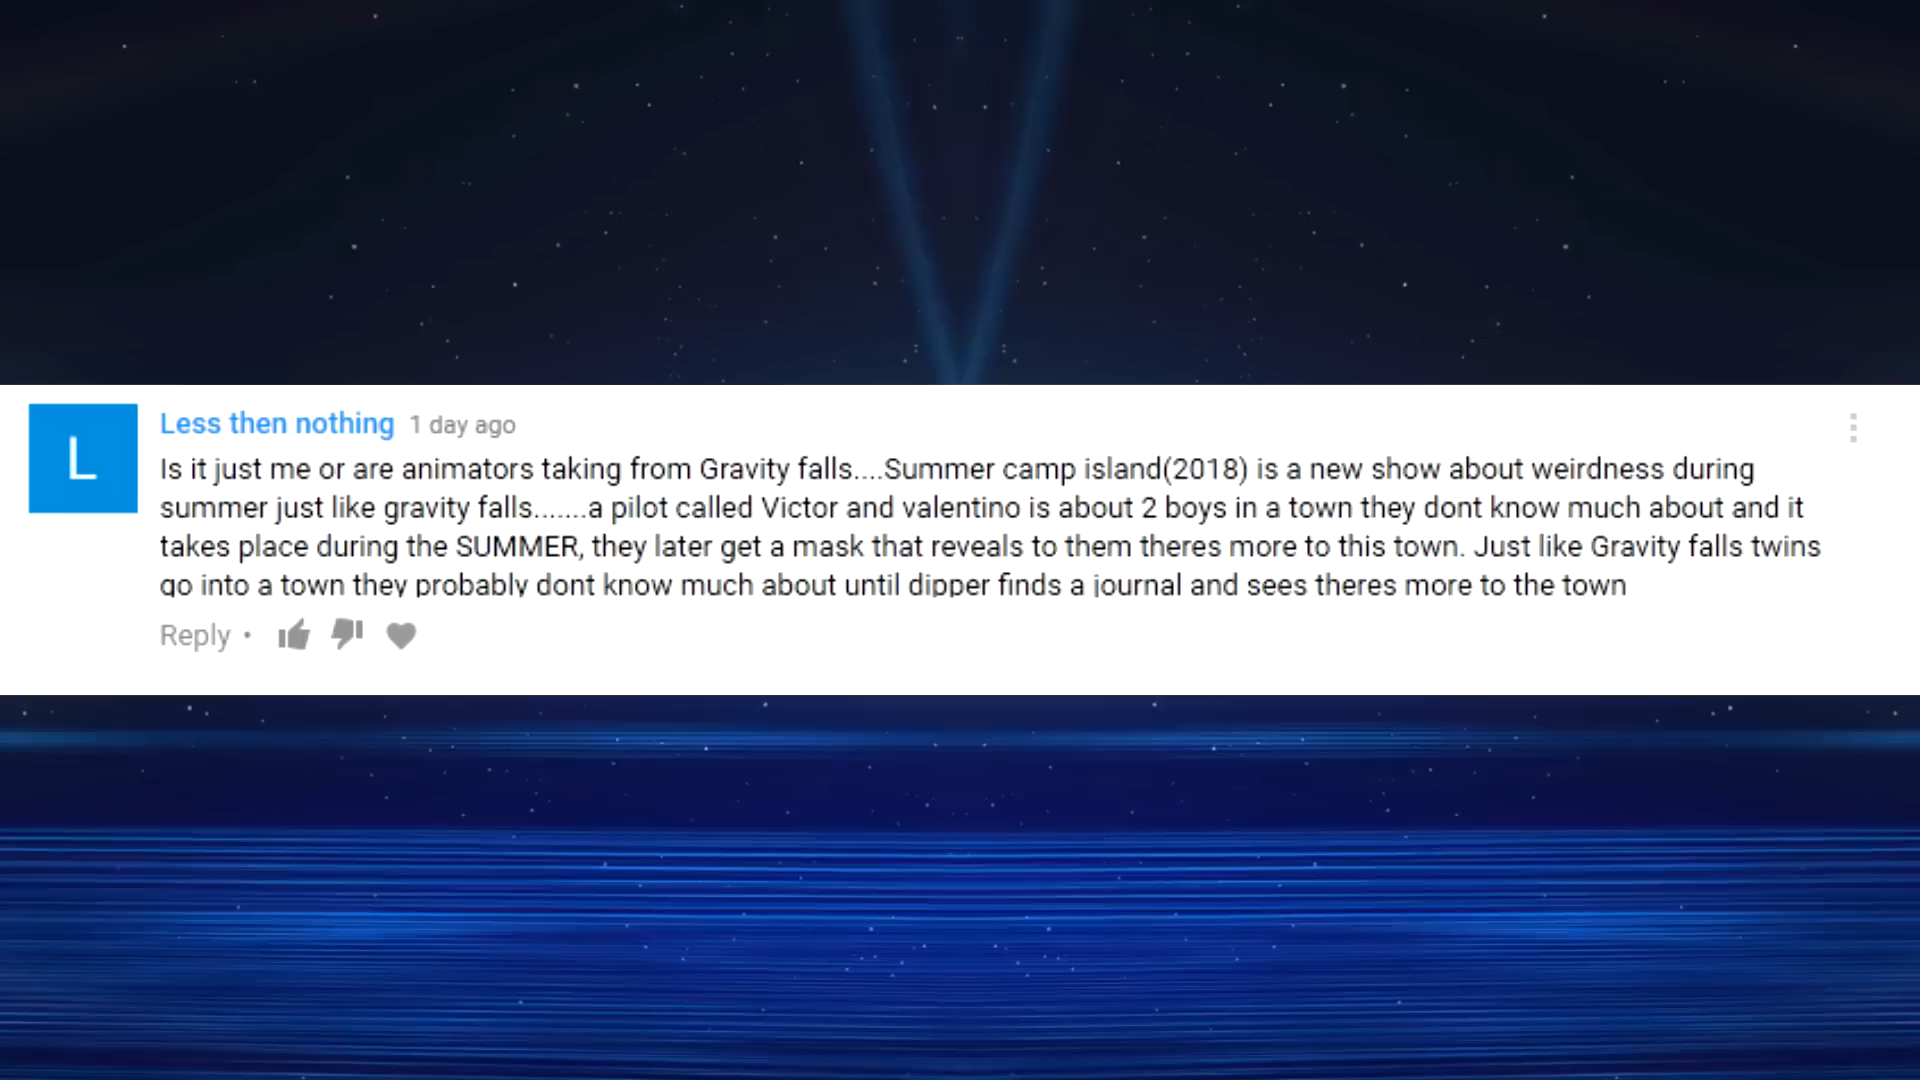 L
Less then nothing 1 day ago
Is it just me or are animators taking from Gravity falls....Summer camp island(2018) is a new show about weirdness during
summer just like gravity falls.......a pilot called Victor and valentino is about 2 boys in a town they dont know much about and it
takes place during the SUMMER, they later get a mask that reveals to them theres more to this town. Just like Gravity falls twins
go into a town they probably dont know much about until dipper finds a journal and sees theres more to the town
Reply •